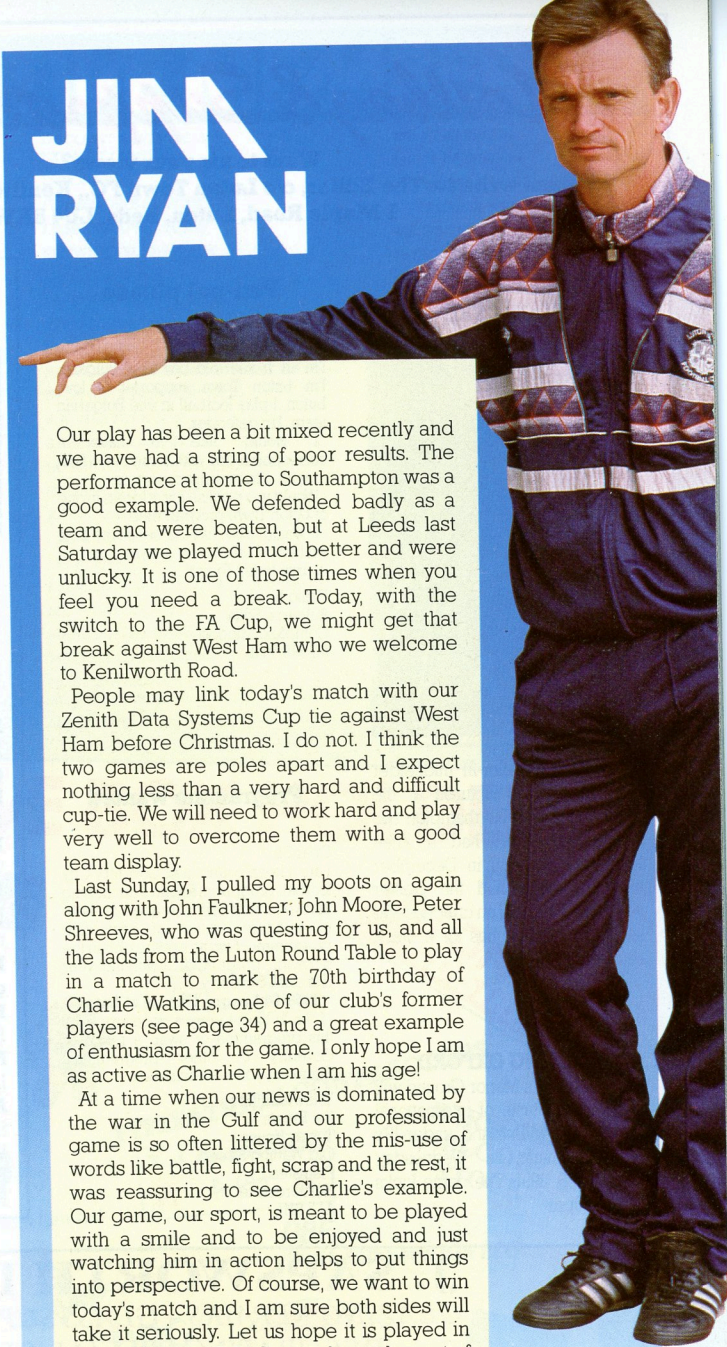 JIM
RYAN
Our play has been a bit mixed recently and
we have had a string of poor results. The
performance at home to Southampton was a
good example. We defended badly as a
team and were beaten, but at Leeds last
Saturday we played much better and were
unlucky. It is one of those times when you
feel you need a break. Today, with the
switch to the FA Cup, we might get that
break against West Ham who we welcome
to Kenilworth Road.
People may link today's match with our
Zenith Data Systems Cup tie against West
Ham before Christmas. I do not. I think the
two games are poles apart and I expect
nothing less than a very hard and difficult
cup-tie. We will need to work hard and play
very well to overcome them with a good
team display.
Last Sunday, I pulled my boots on again
along with John Faulkner; John Moore, Peter
Shreeves, who was questing for us, and all
the lads from the Luton Round Table to play
in a match to mark the 70th birthday of
Charlie Watkins, one of our club's former
players (see page 34) and a great example
of enthusiasm for the game. I only hope I am
as active as Charlie when I am his age!
At a time when our news is dominated by
the war in the Gulf and our professional
game is so often littered by the mis-use of
words like battle, fight, scrap and the rest, it
was reassuring to see Charlie's example.
Our game, our sport, is meant to be played
with a smile and to be enjoyed and just
watching him in action helps to put things
into perspective. Of course, we want to win
today's match and I am sure both sides will
take it seriously. Let us hope it is played in